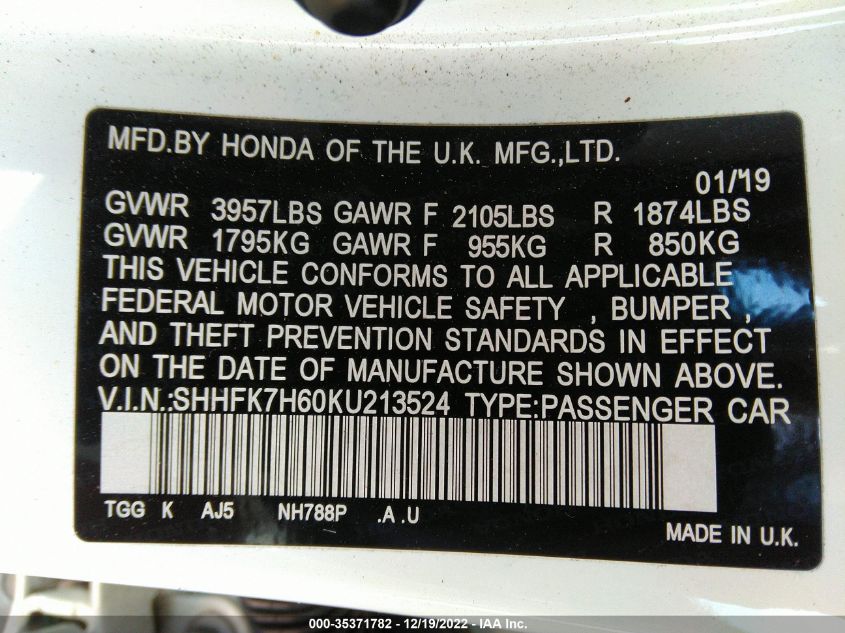 MFD.BY HONDA OF THE U.K. MFG.,LTD.
01/19
GVWR 3957LBS GAWR F 2105LBS R 1874LBS
GVWR 1795KG GAWR F 955KG R 850KG
THIS VEHICLE CONFORMS TO ALL APPLICABLE
FEDERAL MOTOR VEHICLE SAFETY , BUMPER ,
AND THEFT PREVENTION STANDARDS IN EFFECT
ON THE DATE OF MANUFACTURE SHOWN ABOVE.
V.I.N.:SHHFK7H60KU213524 TYPE:PASSENGER CAR
TGG K AJ5 NH788P .A .U
MADE IN U.K.
000-35371782 - 12/19/2022 - IAA Inc.